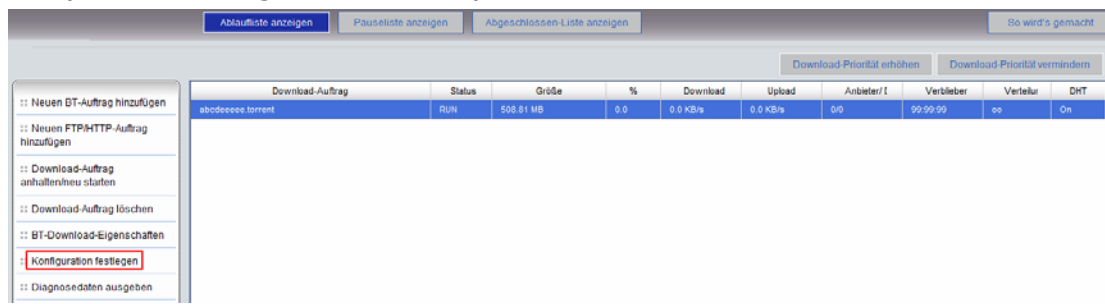 Ablaufliste anzeigen Pauseliste anzeigen Abgeschlossen-Liste anzeigen So wird's gemacht
Download-Priorität erhöhen Download-Priorität vermindern
Download-Auftrag Status Größe % Download Upload Anbieter/ Verblieber Verteilur DHT
abcdeeeee.torrent RUN 508.81 MB 0.0 0.0 KB/s 0.0 KB/s 0/0 99:99:99 ∞ On
:: Neuen BT-Auftrag hinzufügen
:: Neuen FTP/HTTP-Auftrag
hinzufügen
:: Download-Auftrag
anhalten/neu starten
:: Download-Auftrag löschen
:: BT-Download-Eigenschaften
:: Konfiguration festlegen
:: Diagnosedaten ausgeben